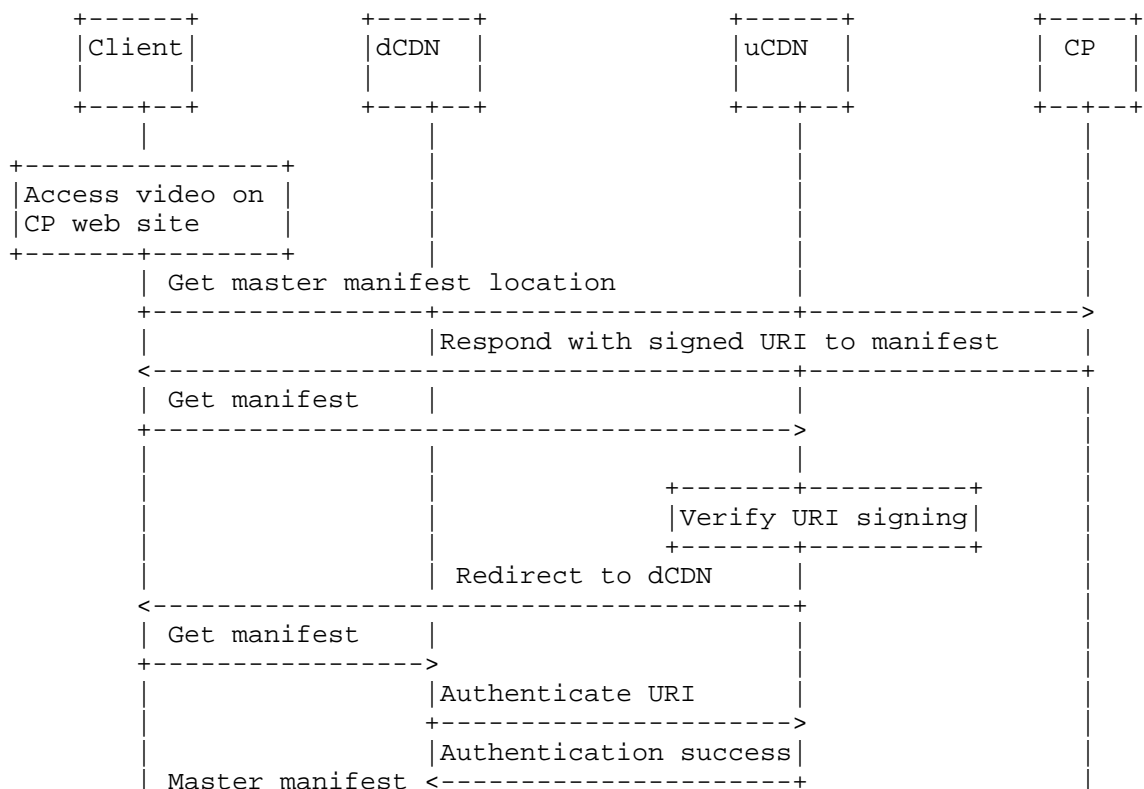 Client dCDN uCDN CP
Access video on
CP web site
Get master manifest location
Respond with signed URI to manifest
Get manifest
Verify URI signing
Redirect to dCDN
Get manifest
Authenticate URI
Authentication success
Master manifest